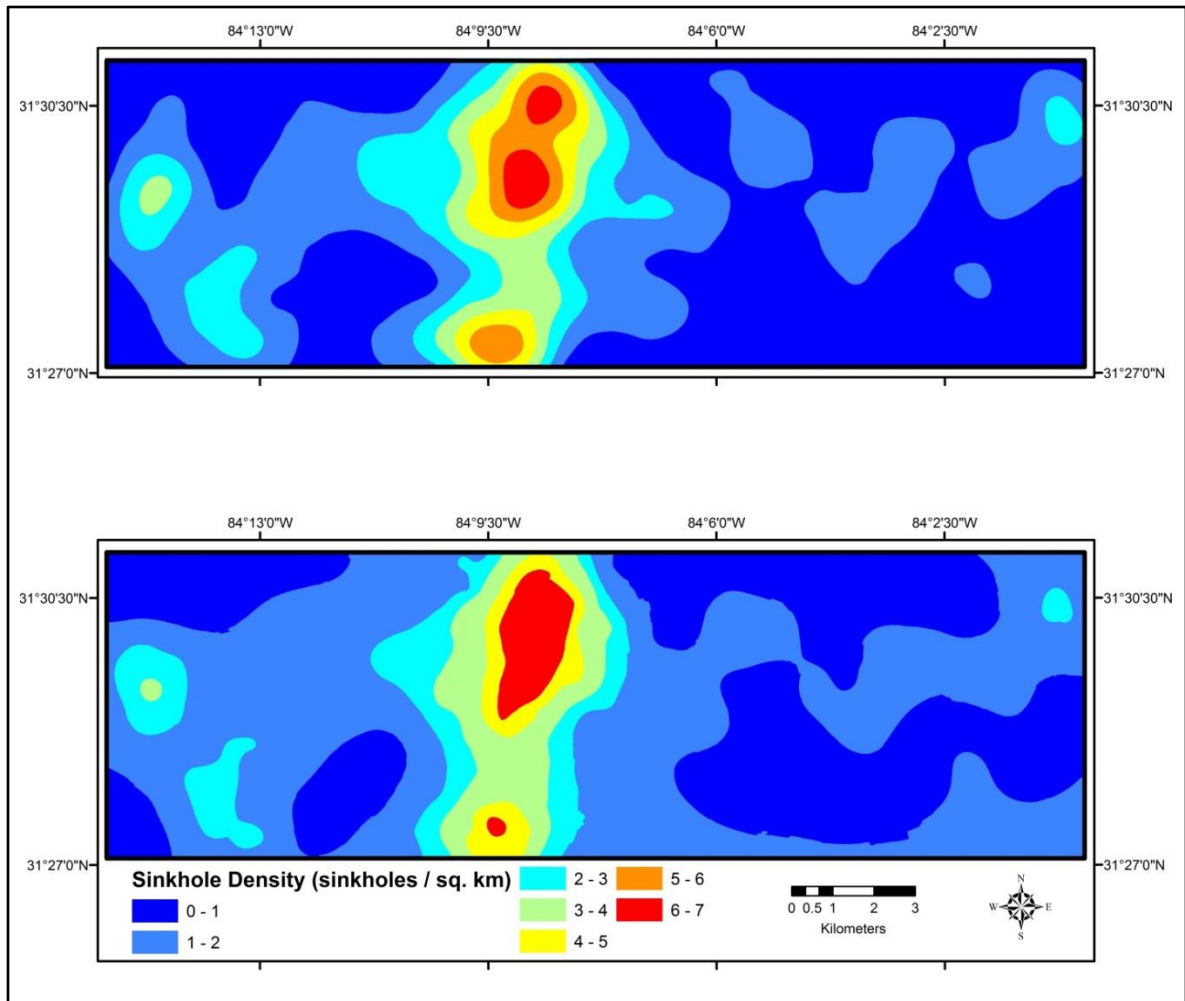 84°13'0"W 84°9'30"W 84°6'0"W 84°2'30"W
31°30'30"N 31°30'30"N
31°27'0"N 31°27'0"N
84°13'0"W 84°9'30"W 84°6'0"W 84°2'30"W
31°30'30"N 31°30'30"N
31°27'0"N 31°27'0"N
Sinkhole Density (sinkholes / sq. km)
0 - 1
1 - 2
2 - 3
3 - 4
4 - 5
5 - 6
6 - 7
0 0.5 1 2 3
Kilometers
N
W E
S